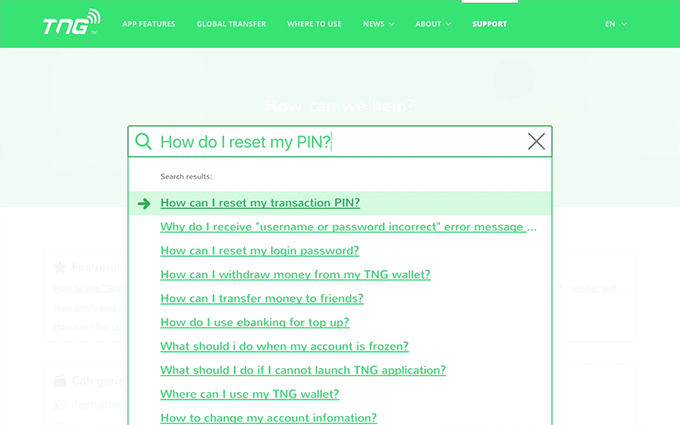 TNG
APP FEATURES GLOBAL TRANSFER WHERE TO USE NEWS ABOUT SUPPORT EN
How can we help?
How do I reset my PIN?
Search results:
How can I reset my transaction PIN?
Why do I receive "username or password incorrect" error message ...
How can I reset my login password?
How can I withdraw money from my TNG wallet?
How can I transfer money to friends?
How do I use ebanking for top up?
What should i do when my account is frozen?
What should I do if I cannot launch TNG application?
Where can I use my TNG wallet?
How to change my account infomation?
Featured
Categori